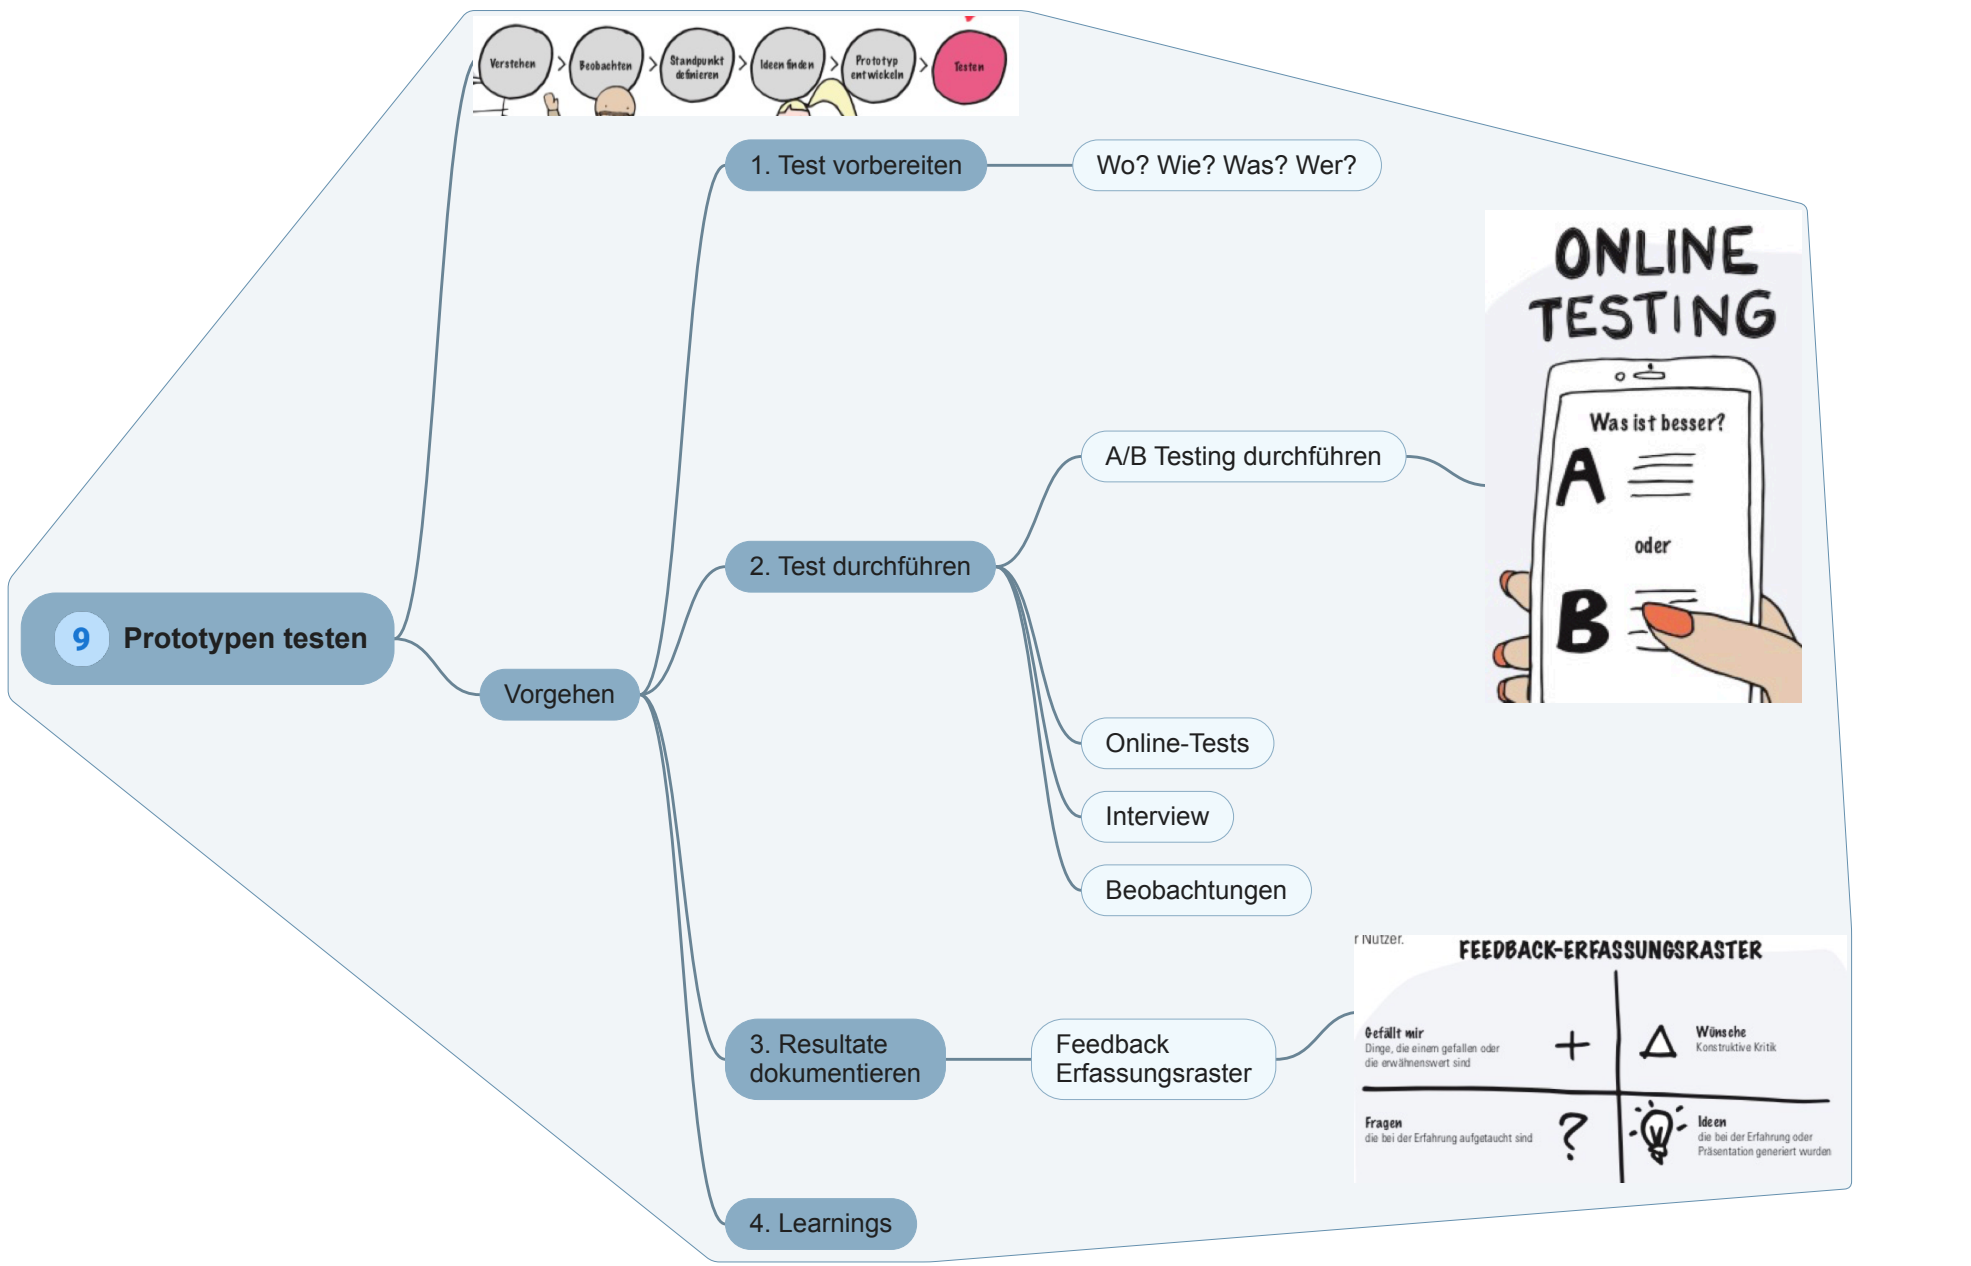 Verstehen
Beobachten
Standpunkt
definieren
Ideen finden
Prototyp
entwickeln
Testen
1. Test vorbereiten
Wo? Wie? Was? Wer?
ONLINE
TESTING
Was ist besser?
A
oder
B
A/B Testing durchführen
2. Test durchführen
9 Prototypen testen
Vorgehen
Online-Tests
Interview
Beobachtungen
r Nutzer.
FEEDBACK-ERFASSUNGSRASTER
Gefällt mir
Dinge, die einem gefallen oder
die erwähnenswert sind
+
Wünsche
Konstruktive Kritik
Fragen
die bei der Erfahrung aufgetaucht sind
?
Ideen
die bei der Erfahrung oder
Präsentation generiert wurden
3. Resultate
dokumentieren
Feedback
Erfassungsraster
4. Learnings